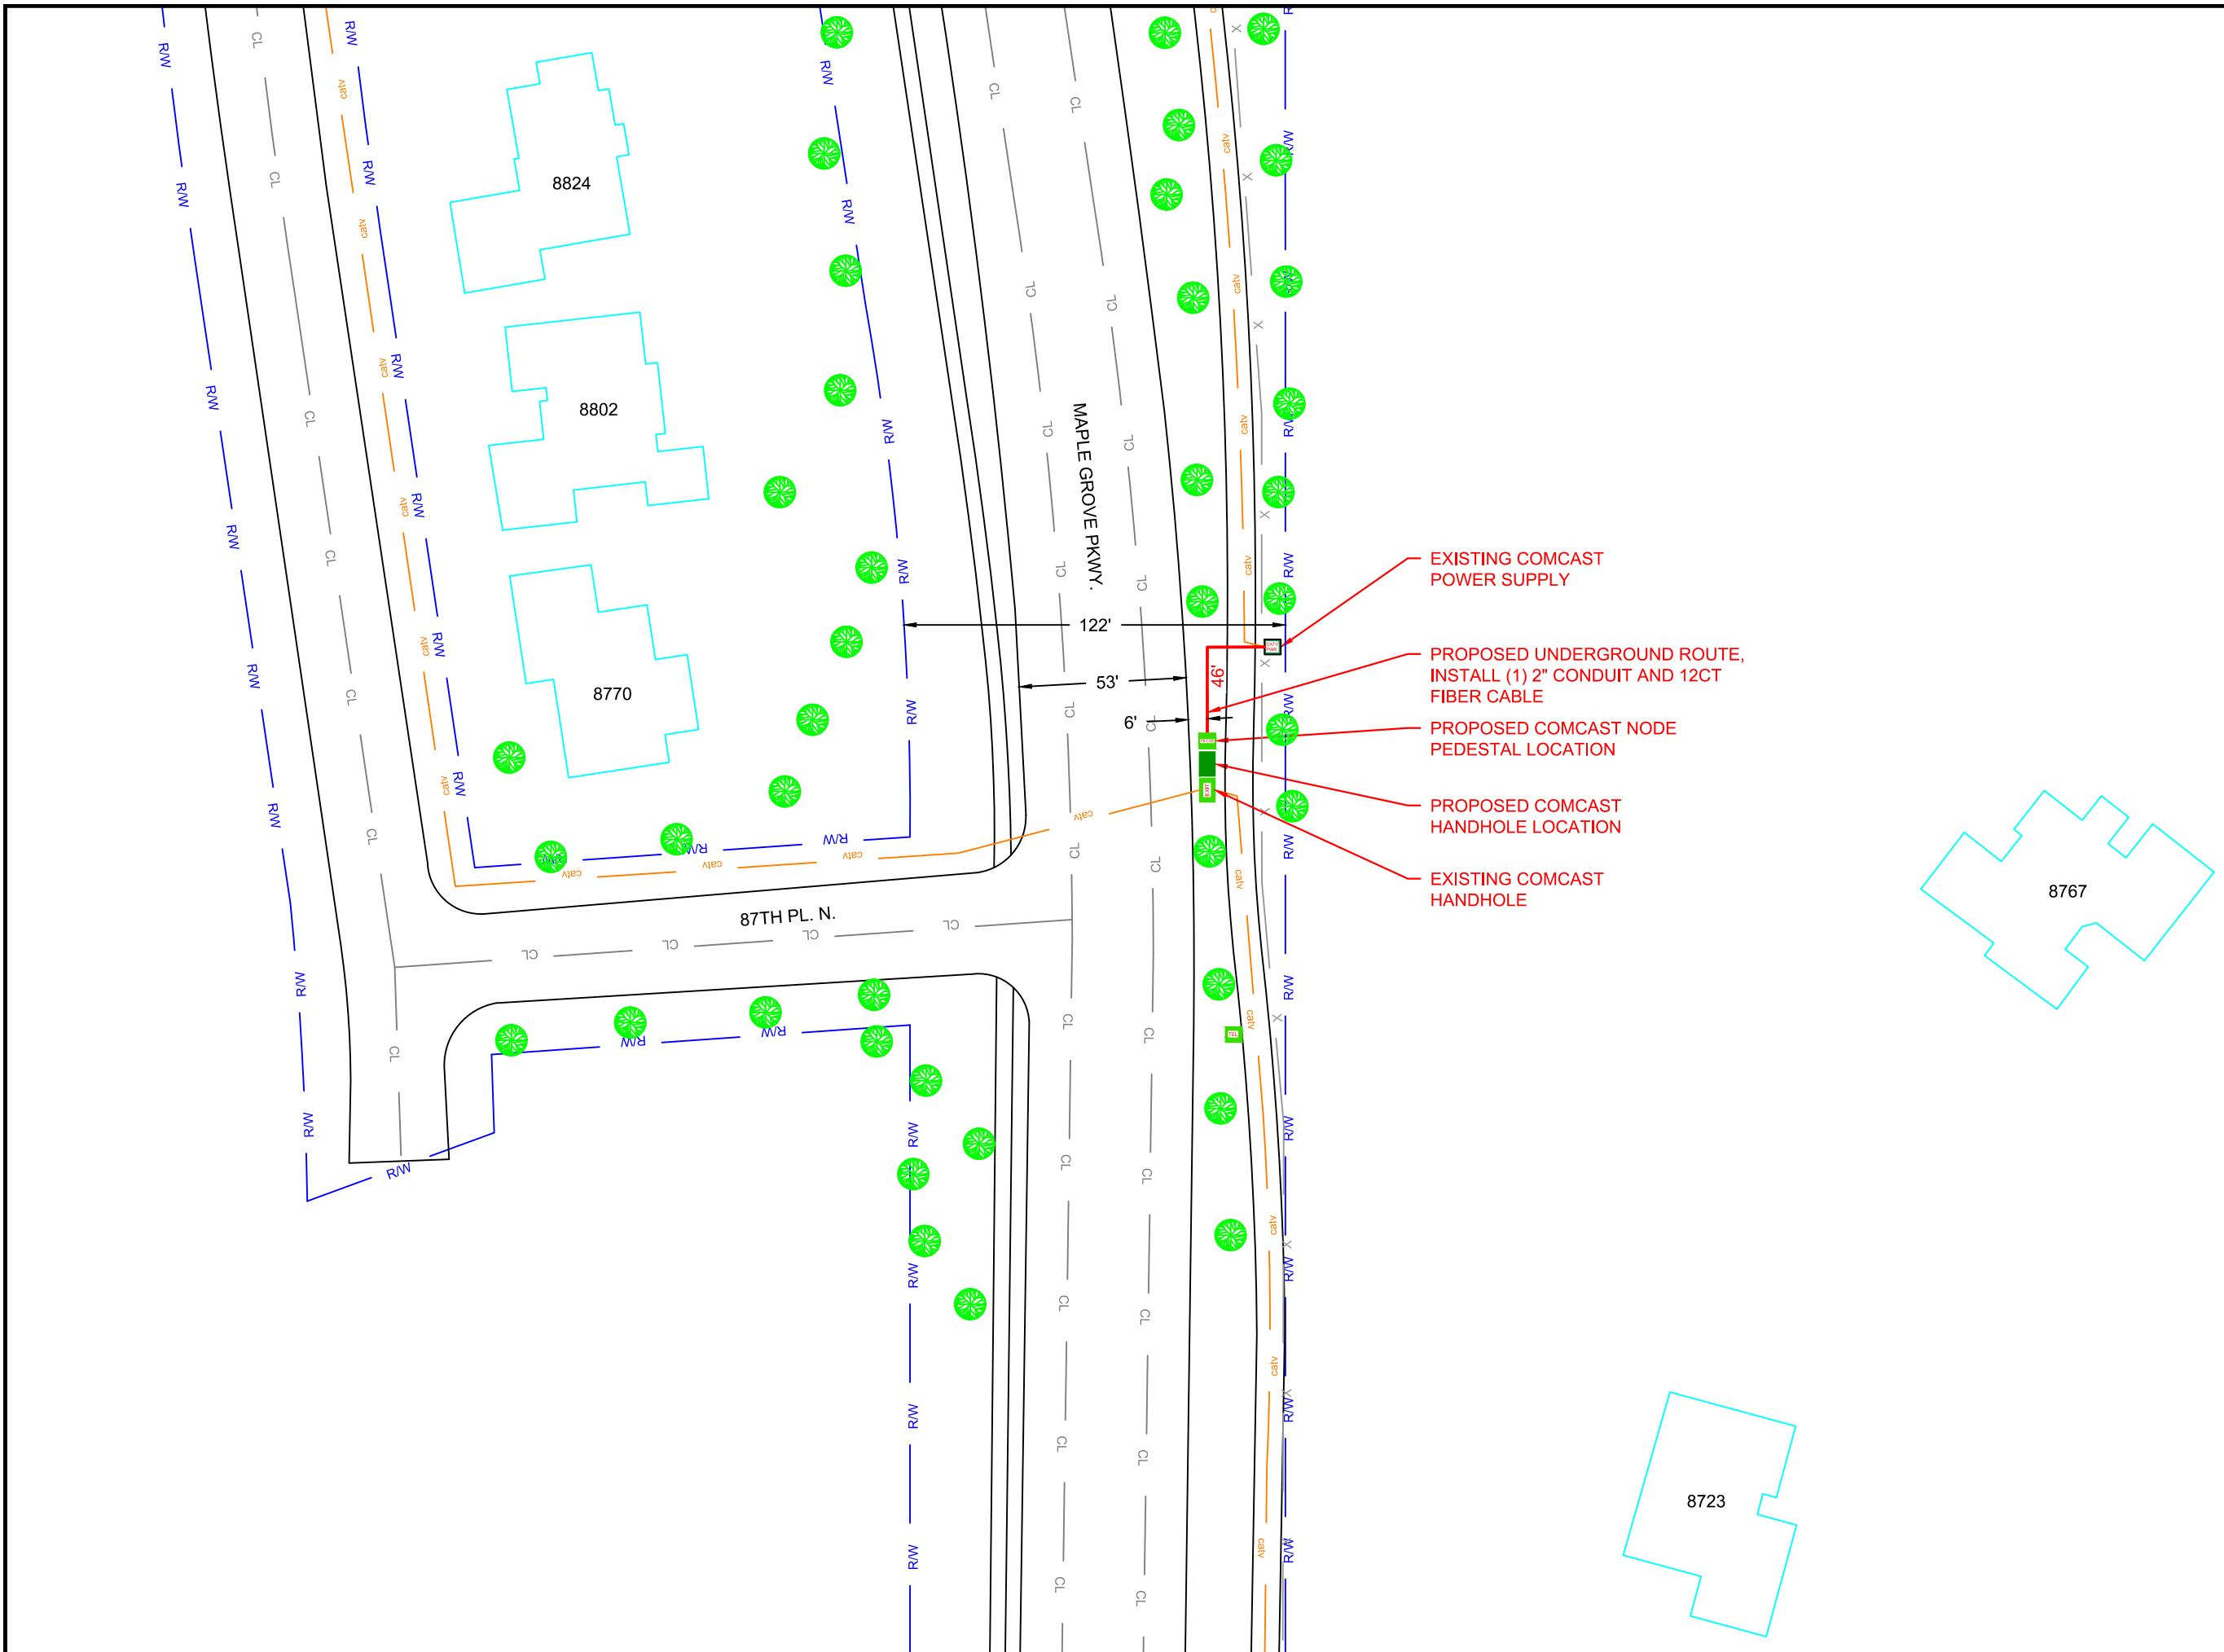 8824
8802
8770
MAPLE GROVE PKWY.
122'
53'
6'
46'
EXISTING COMCAST
POWER SUPPLY
PROPOSED UNDERGROUND ROUTE,
INSTALL (1) 2" CONDUIT AND 12CT
FIBER CABLE
PROPOSED COMCAST NODE
PEDESTAL LOCATION
PROPOSED COMCAST
HANDHOLE LOCATION
EXISTING COMCAST
HANDHOLE
87TH PL. N.
8767
8723
R/W
CL
catv
X
TEL
EXIST